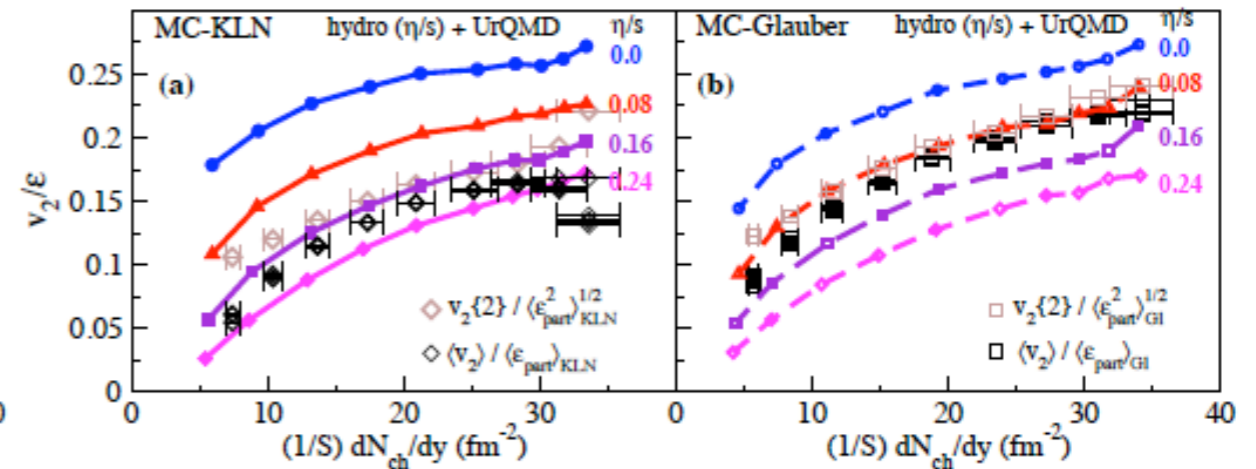 MC-KLN hydro (η/s) + UrQMD η/s
0.0
(a)
0.08
0.16
0.24
v2{2} / ⟨ε²part⟩^1/2 KLN
⟨v2⟩ / ⟨εpart⟩KLN
MC-Glauber hydro (η/s) + UrQMD η/s
0.0
(b)
0.08
0.16
0.24
v2{2} / ⟨ε²part⟩^1/2 Gl
⟨v2⟩ / ⟨εpart⟩Gl
v2/ε
0.25
0.2
0.15
0.1
0.05
0
0
0 10 20 30
0 10 20 30 40
(1/S) dNch/dy (fm⁻²)
(1/S) dNch/dy (fm⁻²)